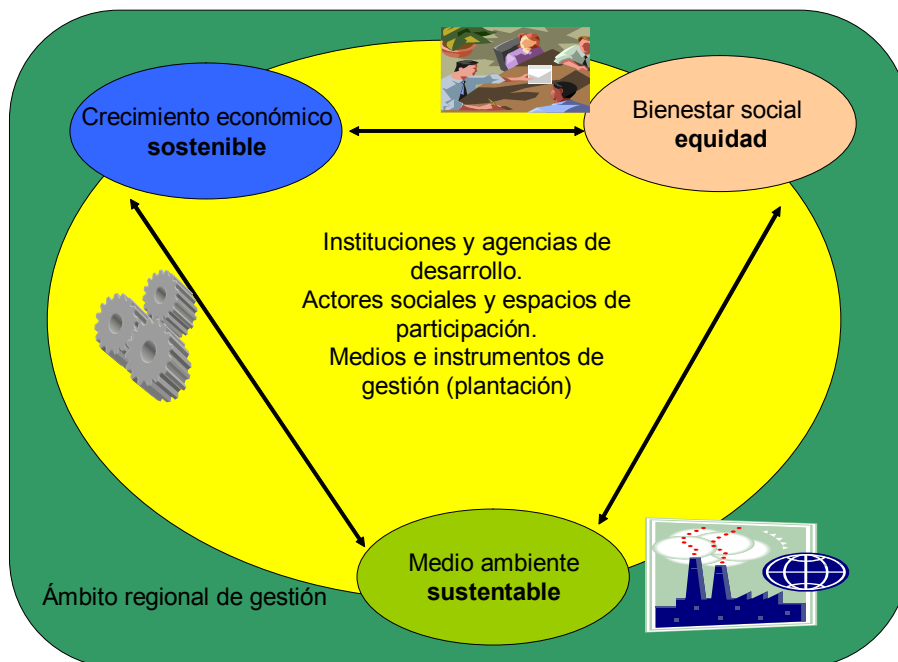 Crecimiento económico
sostenible
Bienestar social
equidad
Instituciones y agencias de
desarrollo.
Actores sociales y espacios de
participación.
Medios e instrumentos de
gestión (plantación)
Medio ambiente
sustentable
Ámbito regional de gestión